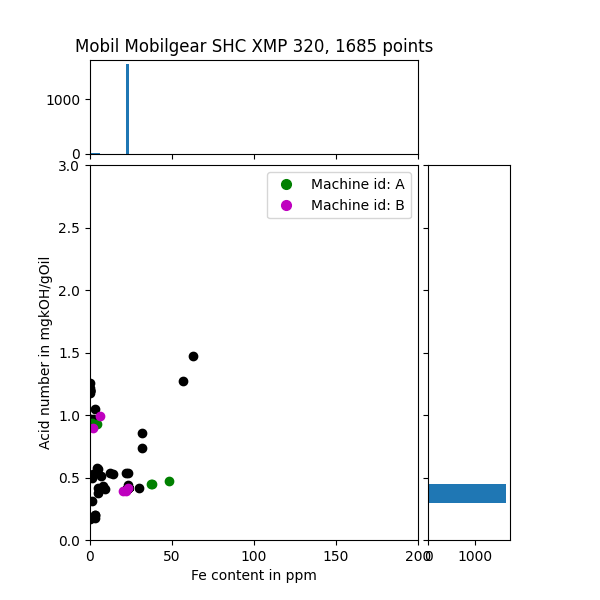 Mobil Mobilgear SHC XMP 320, 1685 points
1000
0
3.0
2.5
2.0
1.5
1.0
0.5
0.0
Acid number in mgkOH/gOil
Machine id: A
Machine id: B
0 50 100 150 200
0 1000
Fe content in ppm